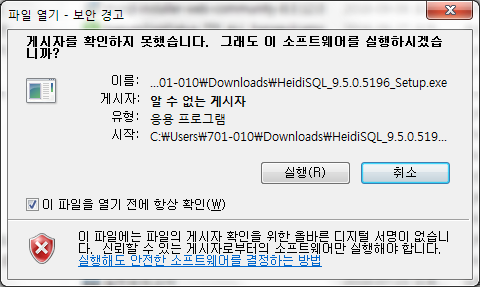 파일 열기 - 보안 경고
게시자를 확인하지 못했습니다. 그래도 이 소프트웨어를 실행하시겠습
니까?
이름: ...01-010₩Downloads₩HeidiSQL_9.5.0.5196_Setup.exe
게시자: 알 수 없는 게시자
유형: 응용 프로그램
시작: C:₩Users₩701-010₩Downloads₩HeidiSQL_9.5.0.519...
실행(R) 취소
이 파일을 열기 전에 항상 확인(W)
이 파일에는 파일의 게시자 확인을 위한 올바른 디지털 서명이 없습니
다. 신뢰할 수 있는 게시자로부터의 소프트웨어만 실행해야 합니다.
실행해도 안전한 소프트웨어를 결정하는 방법